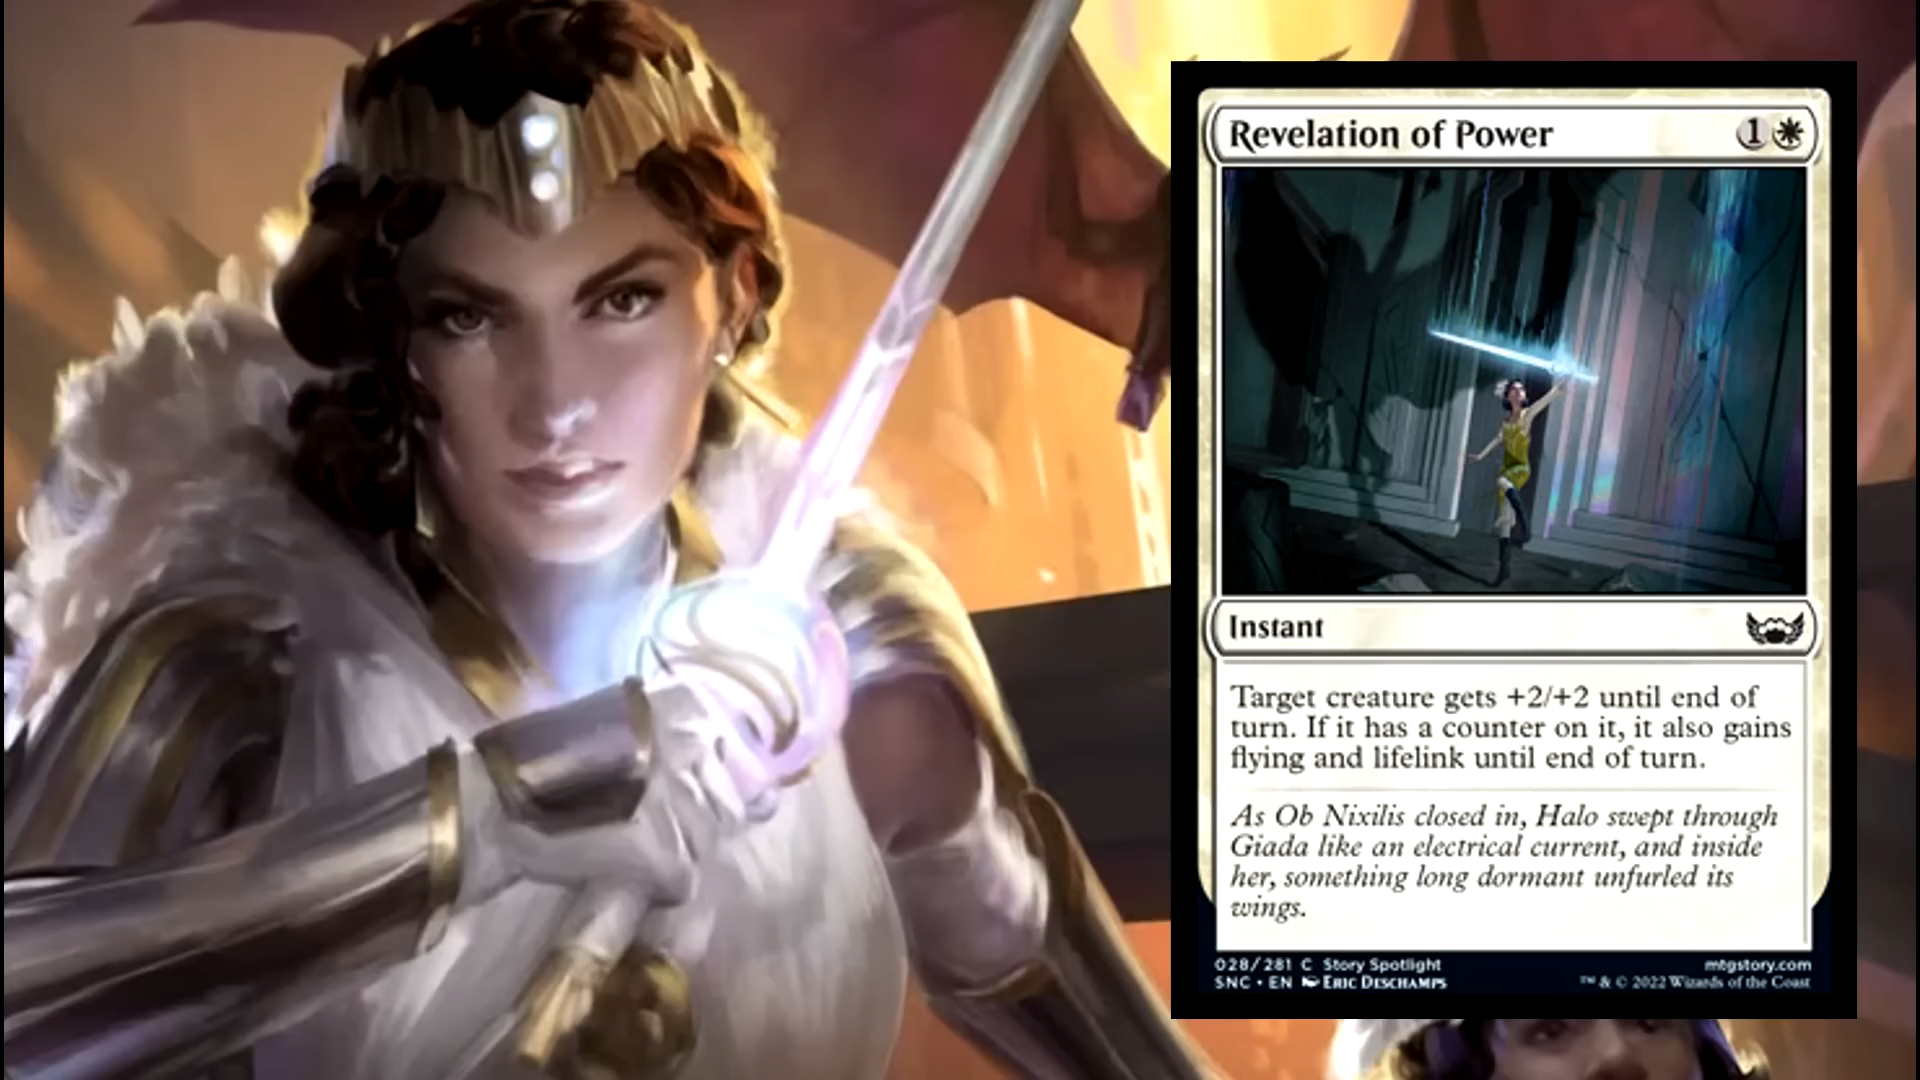 Revelation of Power 1
Instant
Target creature gets +2/+2 until end of
turn. If it has a counter on it, it also gains
flying and lifelink until end of turn.
As Ob Nixilis closed in, Halo swept through
Giada like an electrical current, and inside
her, something long dormant unfurled its
wings.
028/281 C Story Spotlight mtgstory.com
SNC • EN Eric Deschamps ™ & © 2022 Wizards of the Coast